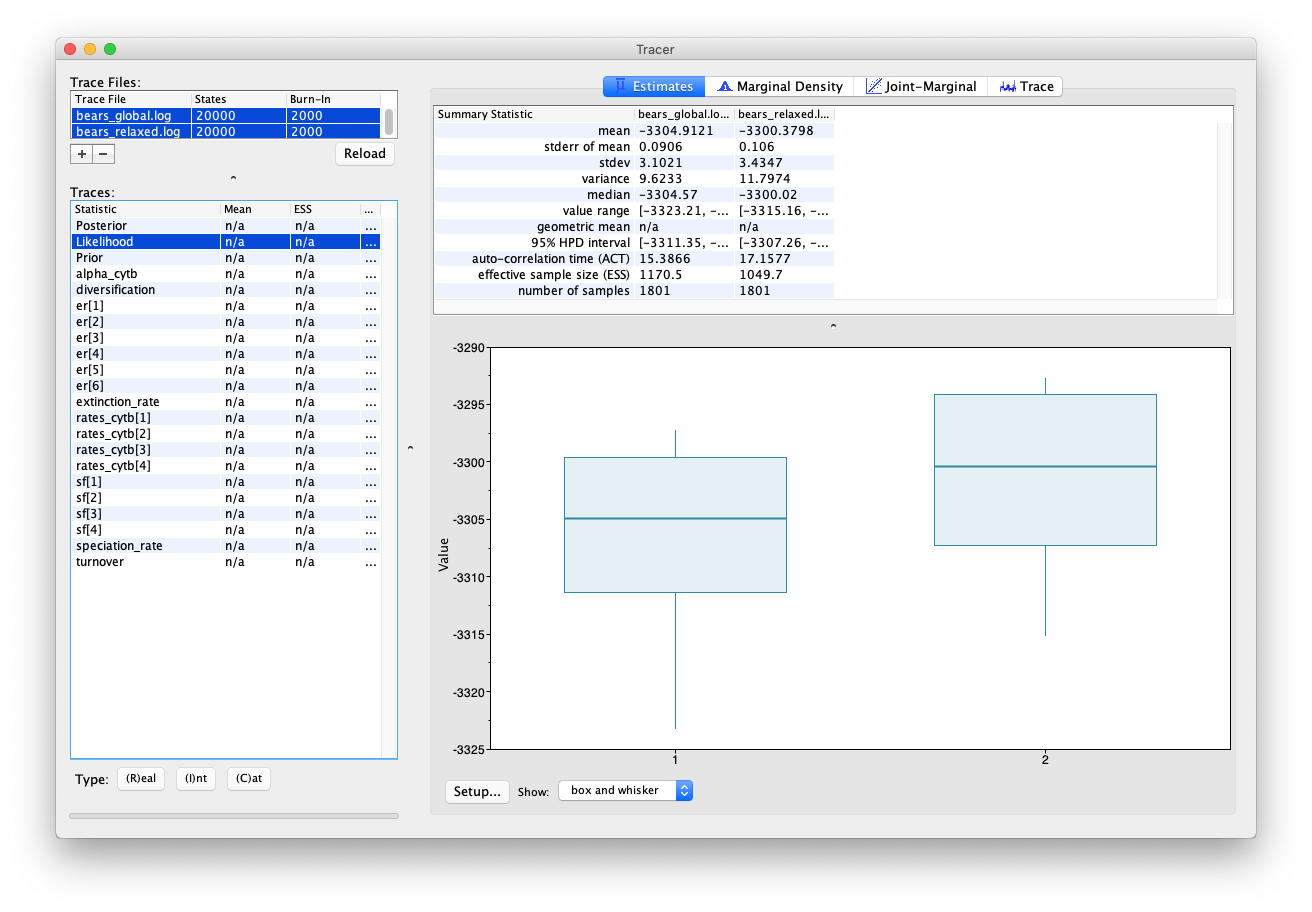 Tracer
Trace Files:
Trace File States Burn-In
bears_global.log 20000 2000
bears_relaxed.log 20000 2000
+ −
Reload
Traces:
Statistic Mean ESS ...
Posterior n/a n/a ...
Likelihood n/a n/a ...
Prior n/a n/a ...
alpha_cytb n/a n/a ...
diversification n/a n/a ...
er[1] n/a n/a ...
er[2] n/a n/a ...
er[3] n/a n/a ...
er[4] n/a n/a ...
er[5] n/a n/a ...
er[6] n/a n/a ...
extinction_rate n/a n/a ...
rates_cytb[1] n/a n/a ...
rates_cytb[2] n/a n/a ...
rates_cytb[3] n/a n/a ...
rates_cytb[4] n/a n/a ...
sf[1] n/a n/a ...
sf[2] n/a n/a ...
sf[3] n/a n/a ...
sf[4] n/a n/a ...
speciation_rate n/a n/a ...
turnover n/a n/a ...
Type: (R)eal (I)nt (C)at
Estimates Marginal Density Joint-Marginal Trace
Summary Statistic bears_global.lo... bears_relaxed.l...
mean -3304.9121 -3300.3798
stderr of mean 0.0906 0.106
stdev 3.1021 3.4347
variance 9.6233 11.7974
median -3304.57 -3300.02
value range [-3323.21, -... [-3315.16, -...
geometric mean n/a n/a
95% HPD interval [-3311.35, -... [-3307.26, -...
auto-correlation time (ACT) 15.3866 17.1577
effective sample size (ESS) 1170.5 1049.7
number of samples 1801 1801
-3290
-3295
-3300
-3305
-3310
-3315
-3320
-3325
Value
1 2
Setup... Show: box and whisker